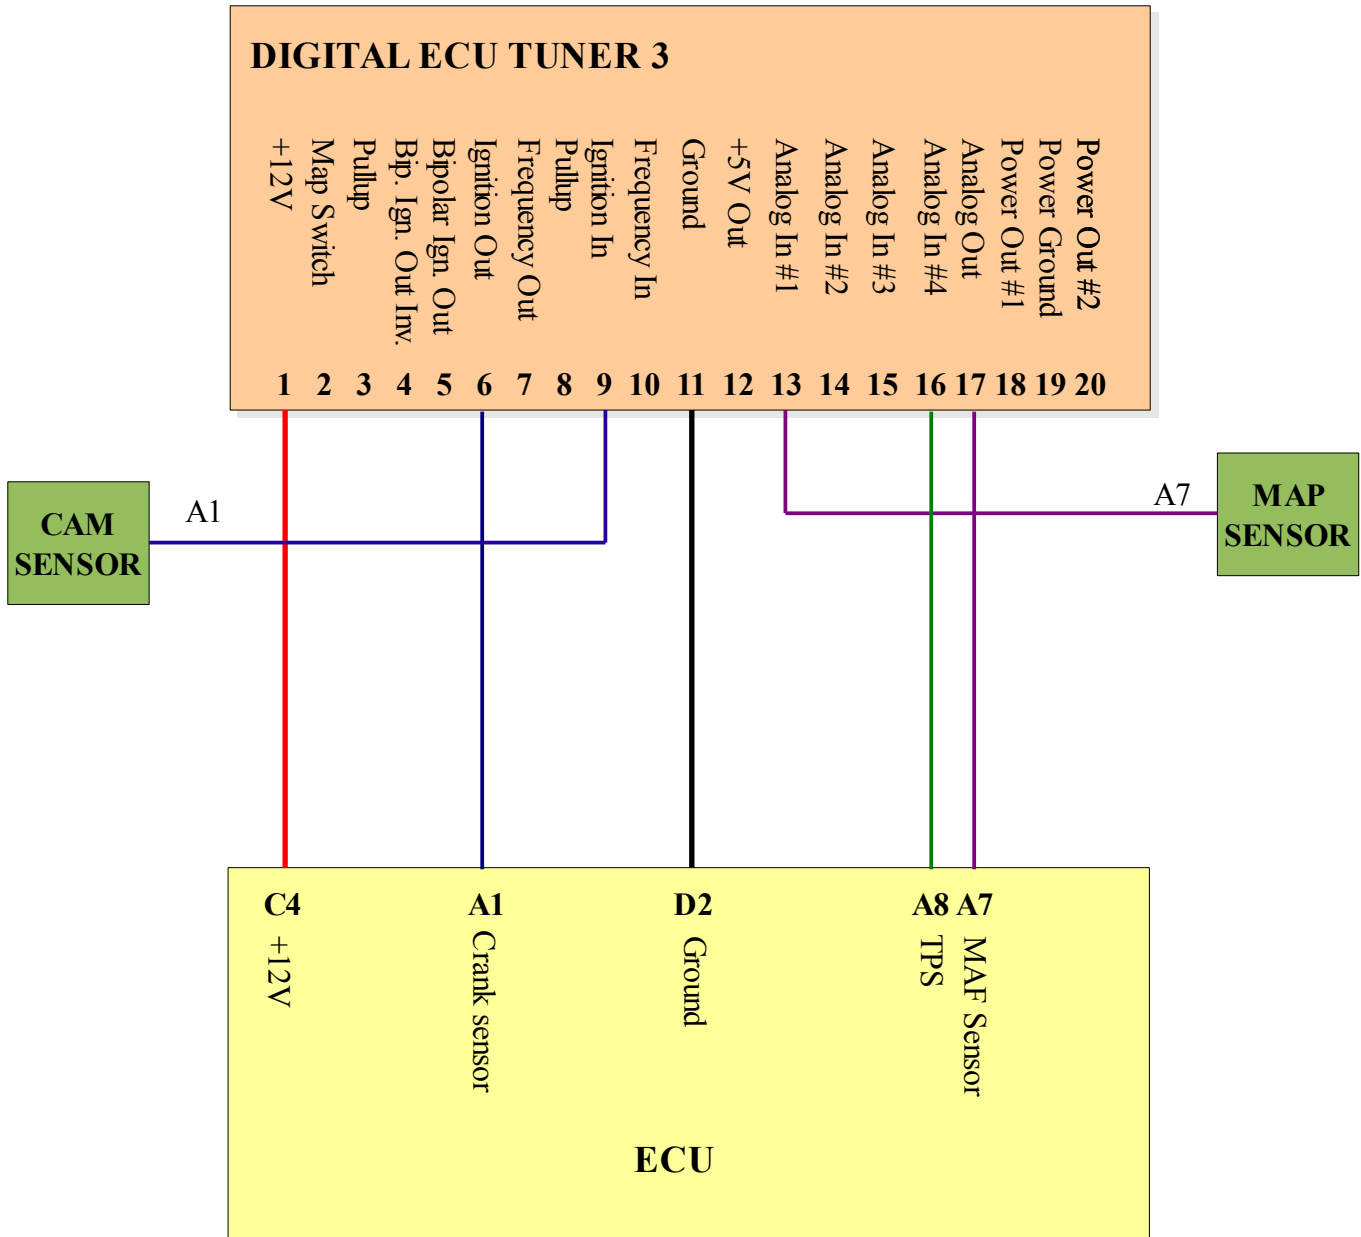 DIGITAL ECU TUNER 3
+12V
Map Switch
Pullup
Bip. Ign. Out Inv.
Bipolar Ign. Out
Ignition Out
Frequency Out
Pullup
Ignition In
Frequency In
Ground
+5V Out
Analog In #1
Analog In #2
Analog In #3
Analog In #4
Analog Out
Power Out #1
Power Ground
Power Out #2
1 2 3 4 5 6 7 8 9 10 11 12 13 14 15 16 17 18 19 20
CAM
SENSOR
A1
A7
MAP
SENSOR
C4 A1 D2 A8 A7
+12V
Crank sensor
Ground
TPS
MAF Sensor
ECU